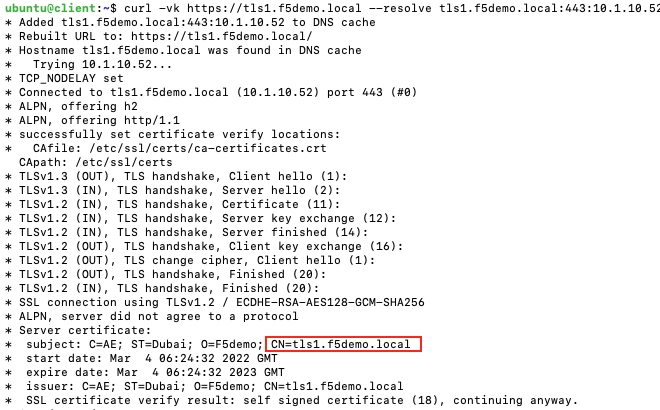 ubuntu@client:~$ curl -vk https://tls1.f5demo.local --resolve tls1.f5demo.local:443:10.1.10.52
* Added tls1.f5demo.local:443:10.1.10.52 to DNS cache
* Rebuilt URL to: https://tls1.f5demo.local/
* Hostname tls1.f5demo.local was found in DNS cache
*   Trying 10.1.10.52...
* TCP_NODELAY set
* Connected to tls1.f5demo.local (10.1.10.52) port 443 (#0)
* ALPN, offering h2
* ALPN, offering http/1.1
* successfully set certificate verify locations:
*   CAfile: /etc/ssl/certs/ca-certificates.crt
  CApath: /etc/ssl/certs
* TLSv1.3 (OUT), TLS handshake, Client hello (1):
* TLSv1.3 (IN), TLS handshake, Server hello (2):
* TLSv1.2 (IN), TLS handshake, Certificate (11):
* TLSv1.2 (IN), TLS handshake, Server key exchange (12):
* TLSv1.2 (IN), TLS handshake, Server finished (14):
* TLSv1.2 (OUT), TLS handshake, Client key exchange (16):
* TLSv1.2 (OUT), TLS change cipher, Client hello (1):
* TLSv1.2 (OUT), TLS handshake, Finished (20):
* TLSv1.2 (IN), TLS handshake, Finished (20):
* SSL connection using TLSv1.2 / ECDHE-RSA-AES128-GCM-SHA256
* ALPN, server did not agree to a protocol
* Server certificate:
*  subject: C=AE; ST=Dubai; O=F5demo; CN=tls1.f5demo.local
*  start date: Mar  4 06:24:32 2022 GMT
*  expire date: Mar  4 06:24:32 2023 GMT
*  issuer: C=AE; ST=Dubai; O=F5demo; CN=tls1.f5demo.local
*  SSL certificate verify result: self signed certificate (18), continuing anyway.